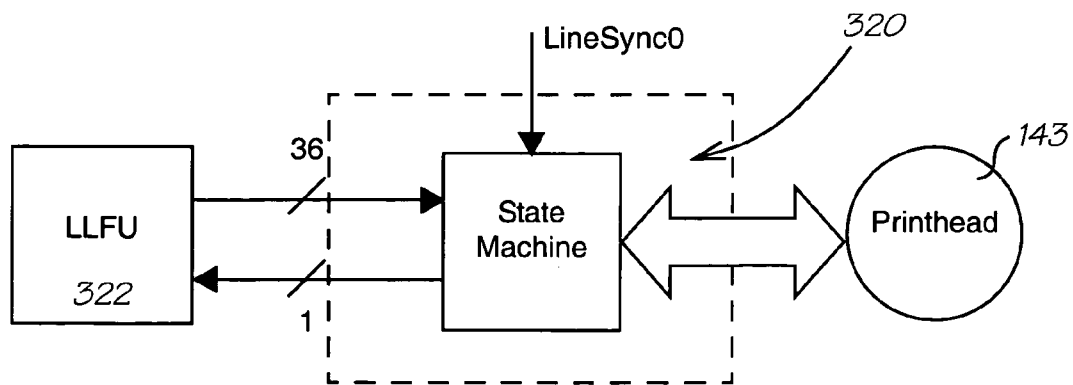 LineSync0
320
36
LLFU
322
1
State
Machine
143
Printhead